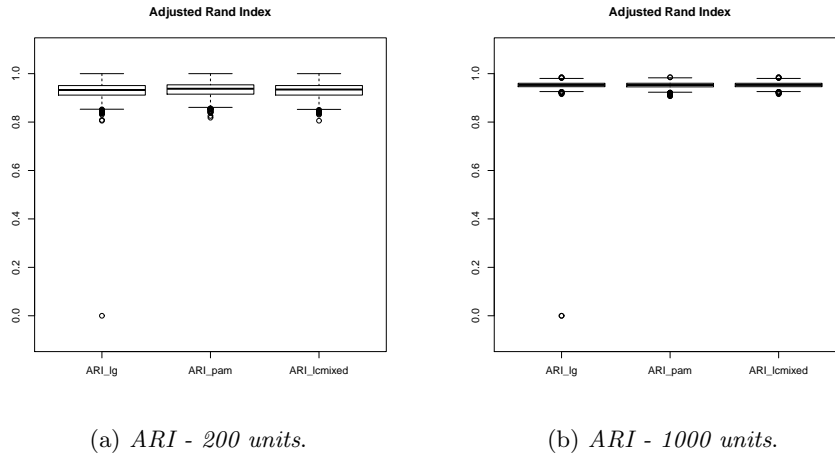 Adjusted Rand Index
1.0
0.8
0.6
0.4
0.2
0.0
ARI_lg ARI_pam ARI_lcmixed
(a) ARI - 200 units.
Adjusted Rand Index
1.0
0.8
0.6
0.4
0.2
0.0
ARI_lg ARI_pam ARI_lcmixed
(b) ARI - 1000 units.